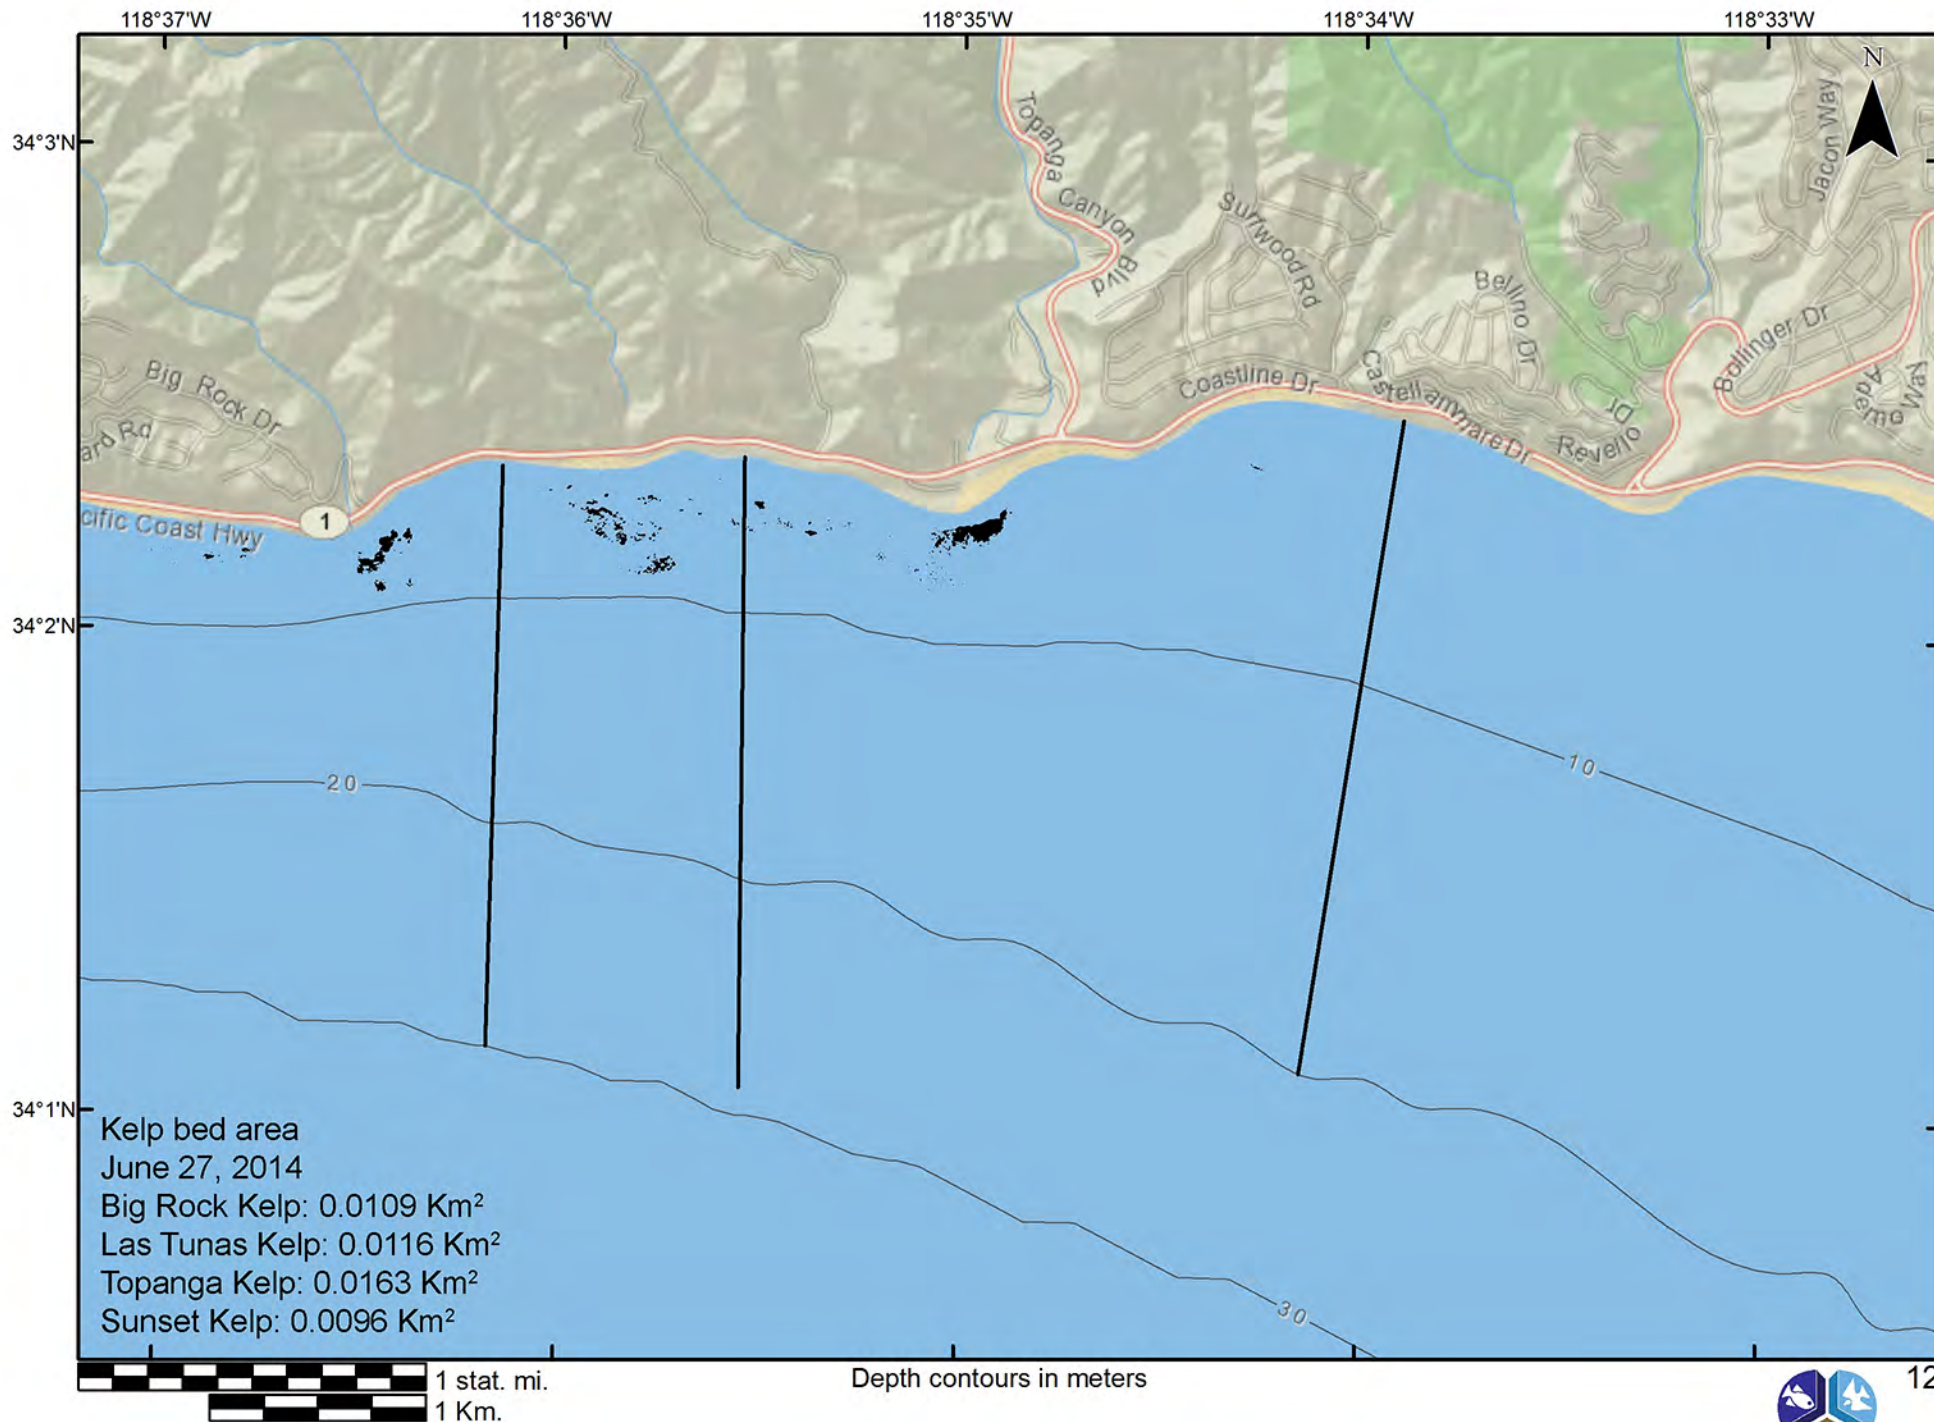 118°37'W 118°36'W 118°35'W 118°34'W 118°33'W
N
34°3'N
34°2'N
34°1'N
Topanga Canyon Blvd
Surfwood Rd
Bellino Dr
Jacon Way
Bollinger Dr
Coastline Dr
Castellammare Dr
Revello Dr
Way
Big Rock Dr
ard Rd
cific Coast Hwy
1
10
20
30
Kelp bed area
June 27, 2014
Big Rock Kelp: 0.0109 Km²
Las Tunas Kelp: 0.0116 Km²
Topanga Kelp: 0.0163 Km²
Sunset Kelp: 0.0096 Km²
1 stat. mi.
1 Km.
Depth contours in meters
12